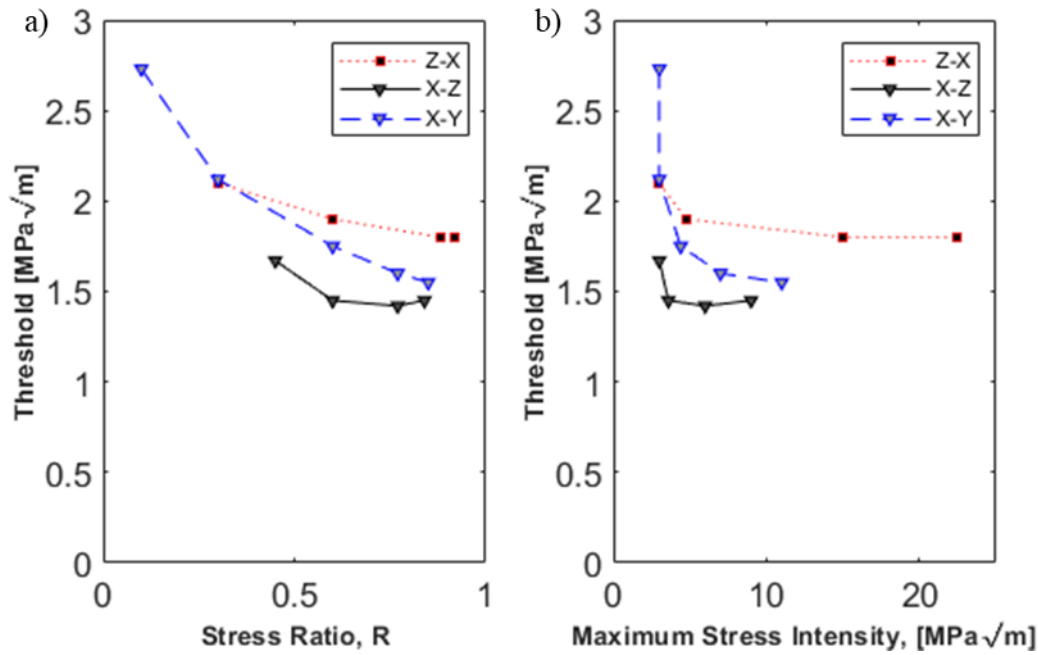 a)
3
2.5
2
1.5
1
0.5
0
0
0.5
1
Threshold [MPa√m]
Stress Ratio, R
Z-X
X-Z
X-Y
b)
3
2.5
2
1.5
1
0.5
0
0
10
20
Threshold [MPa√m]
Maximum Stress Intensity, [MPa√m]
Z-X
X-Z
X-Y